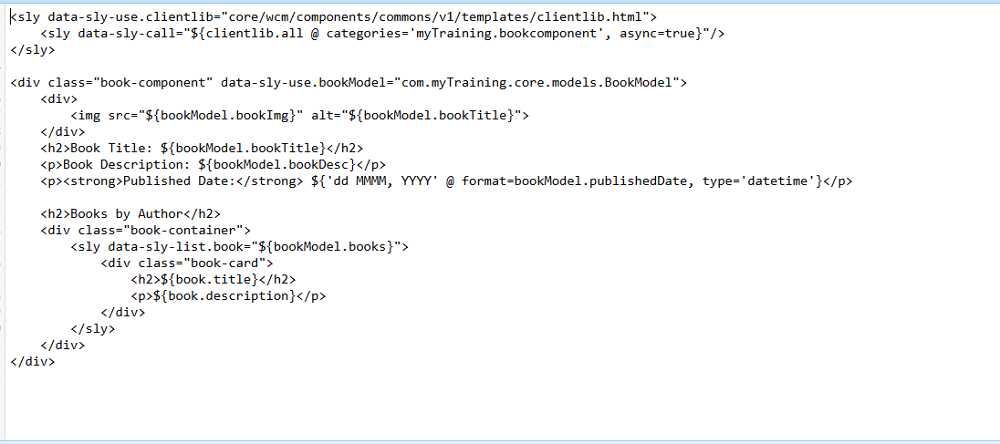 <sly data-sly-use.clientlib="core/wcm/components/commons/v1/templates/clientlib.html">
    <sly data-sly-call="${clientlib.all @ categories='myTraining.bookcomponent', async=true}"/>
</sly>

<div class="book-component" data-sly-use.bookModel="com.myTraining.core.models.BookModel">
    <div>
        <img src="${bookModel.bookImg}" alt="${bookModel.bookTitle}">
    </div>
    <h2>Book Title: ${bookModel.bookTitle}</h2>
    <p>Book Description: ${bookModel.bookDesc}</p>
    <p><strong>Published Date:</strong> ${'dd MMMM, YYYY' @ format=bookModel.publishedDate, type='datetime'}</p>

    <h2>Books by Author</h2>
    <div class="book-container">
        <sly data-sly-list.book="${bookModel.books}">
            <div class="book-card">
                <h2>${book.title}</h2>
                <p>${book.description}</p>
            </div>
        </sly>
    </div>
</div>